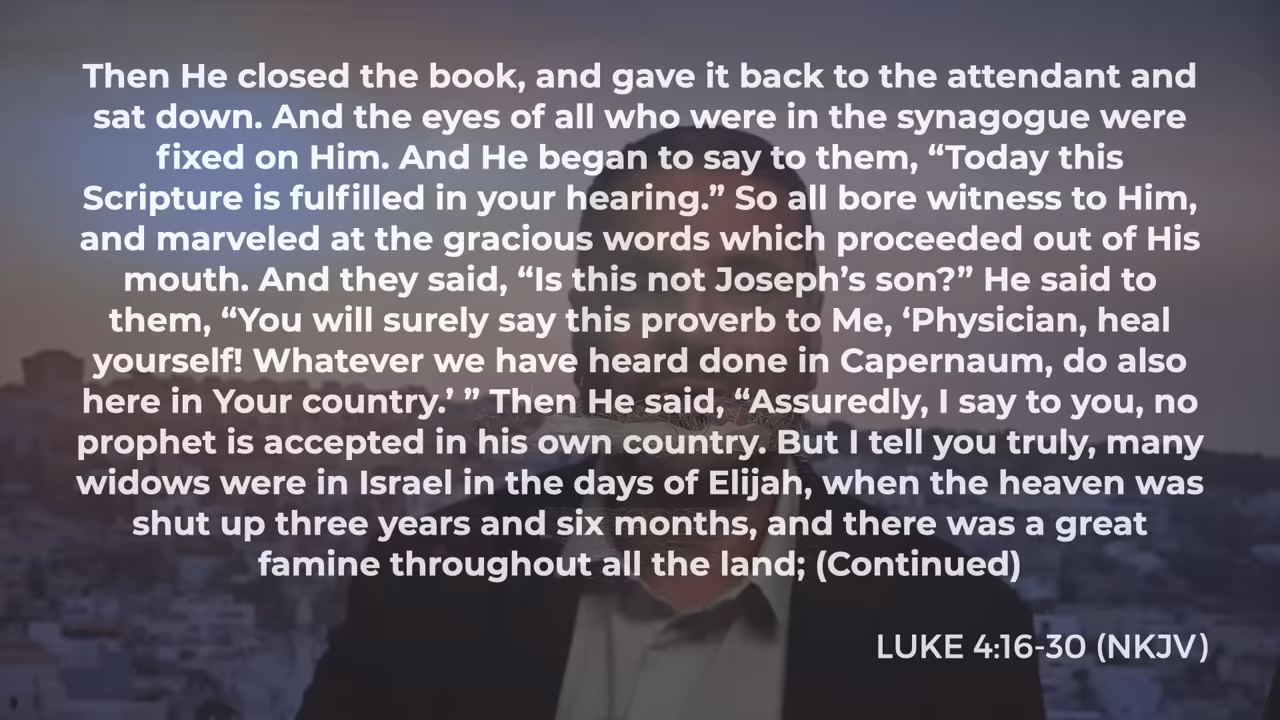 Then He closed the book, and gave it back to the attendant and
sat down. And the eyes of all who were in the synagogue were
fixed on Him. And He began to say to them, “Today this
Scripture is fulfilled in your hearing.” So all bore witness to Him,
and marveled at the gracious words which proceeded out of His
mouth. And they said, “Is this not Joseph’s son?” He said to
them, “You will surely say this proverb to Me, ‘Physician, heal
yourself! Whatever we have heard done in Capernaum, do also
here in Your country.’ ” Then He said, “Assuredly, I say to you, no
prophet is accepted in his own country. But I tell you truly, many
widows were in Israel in the days of Elijah, when the heaven was
shut up three years and six months, and there was a great
famine throughout all the land; (Continued)
LUKE 4:16-30 (NKJV)